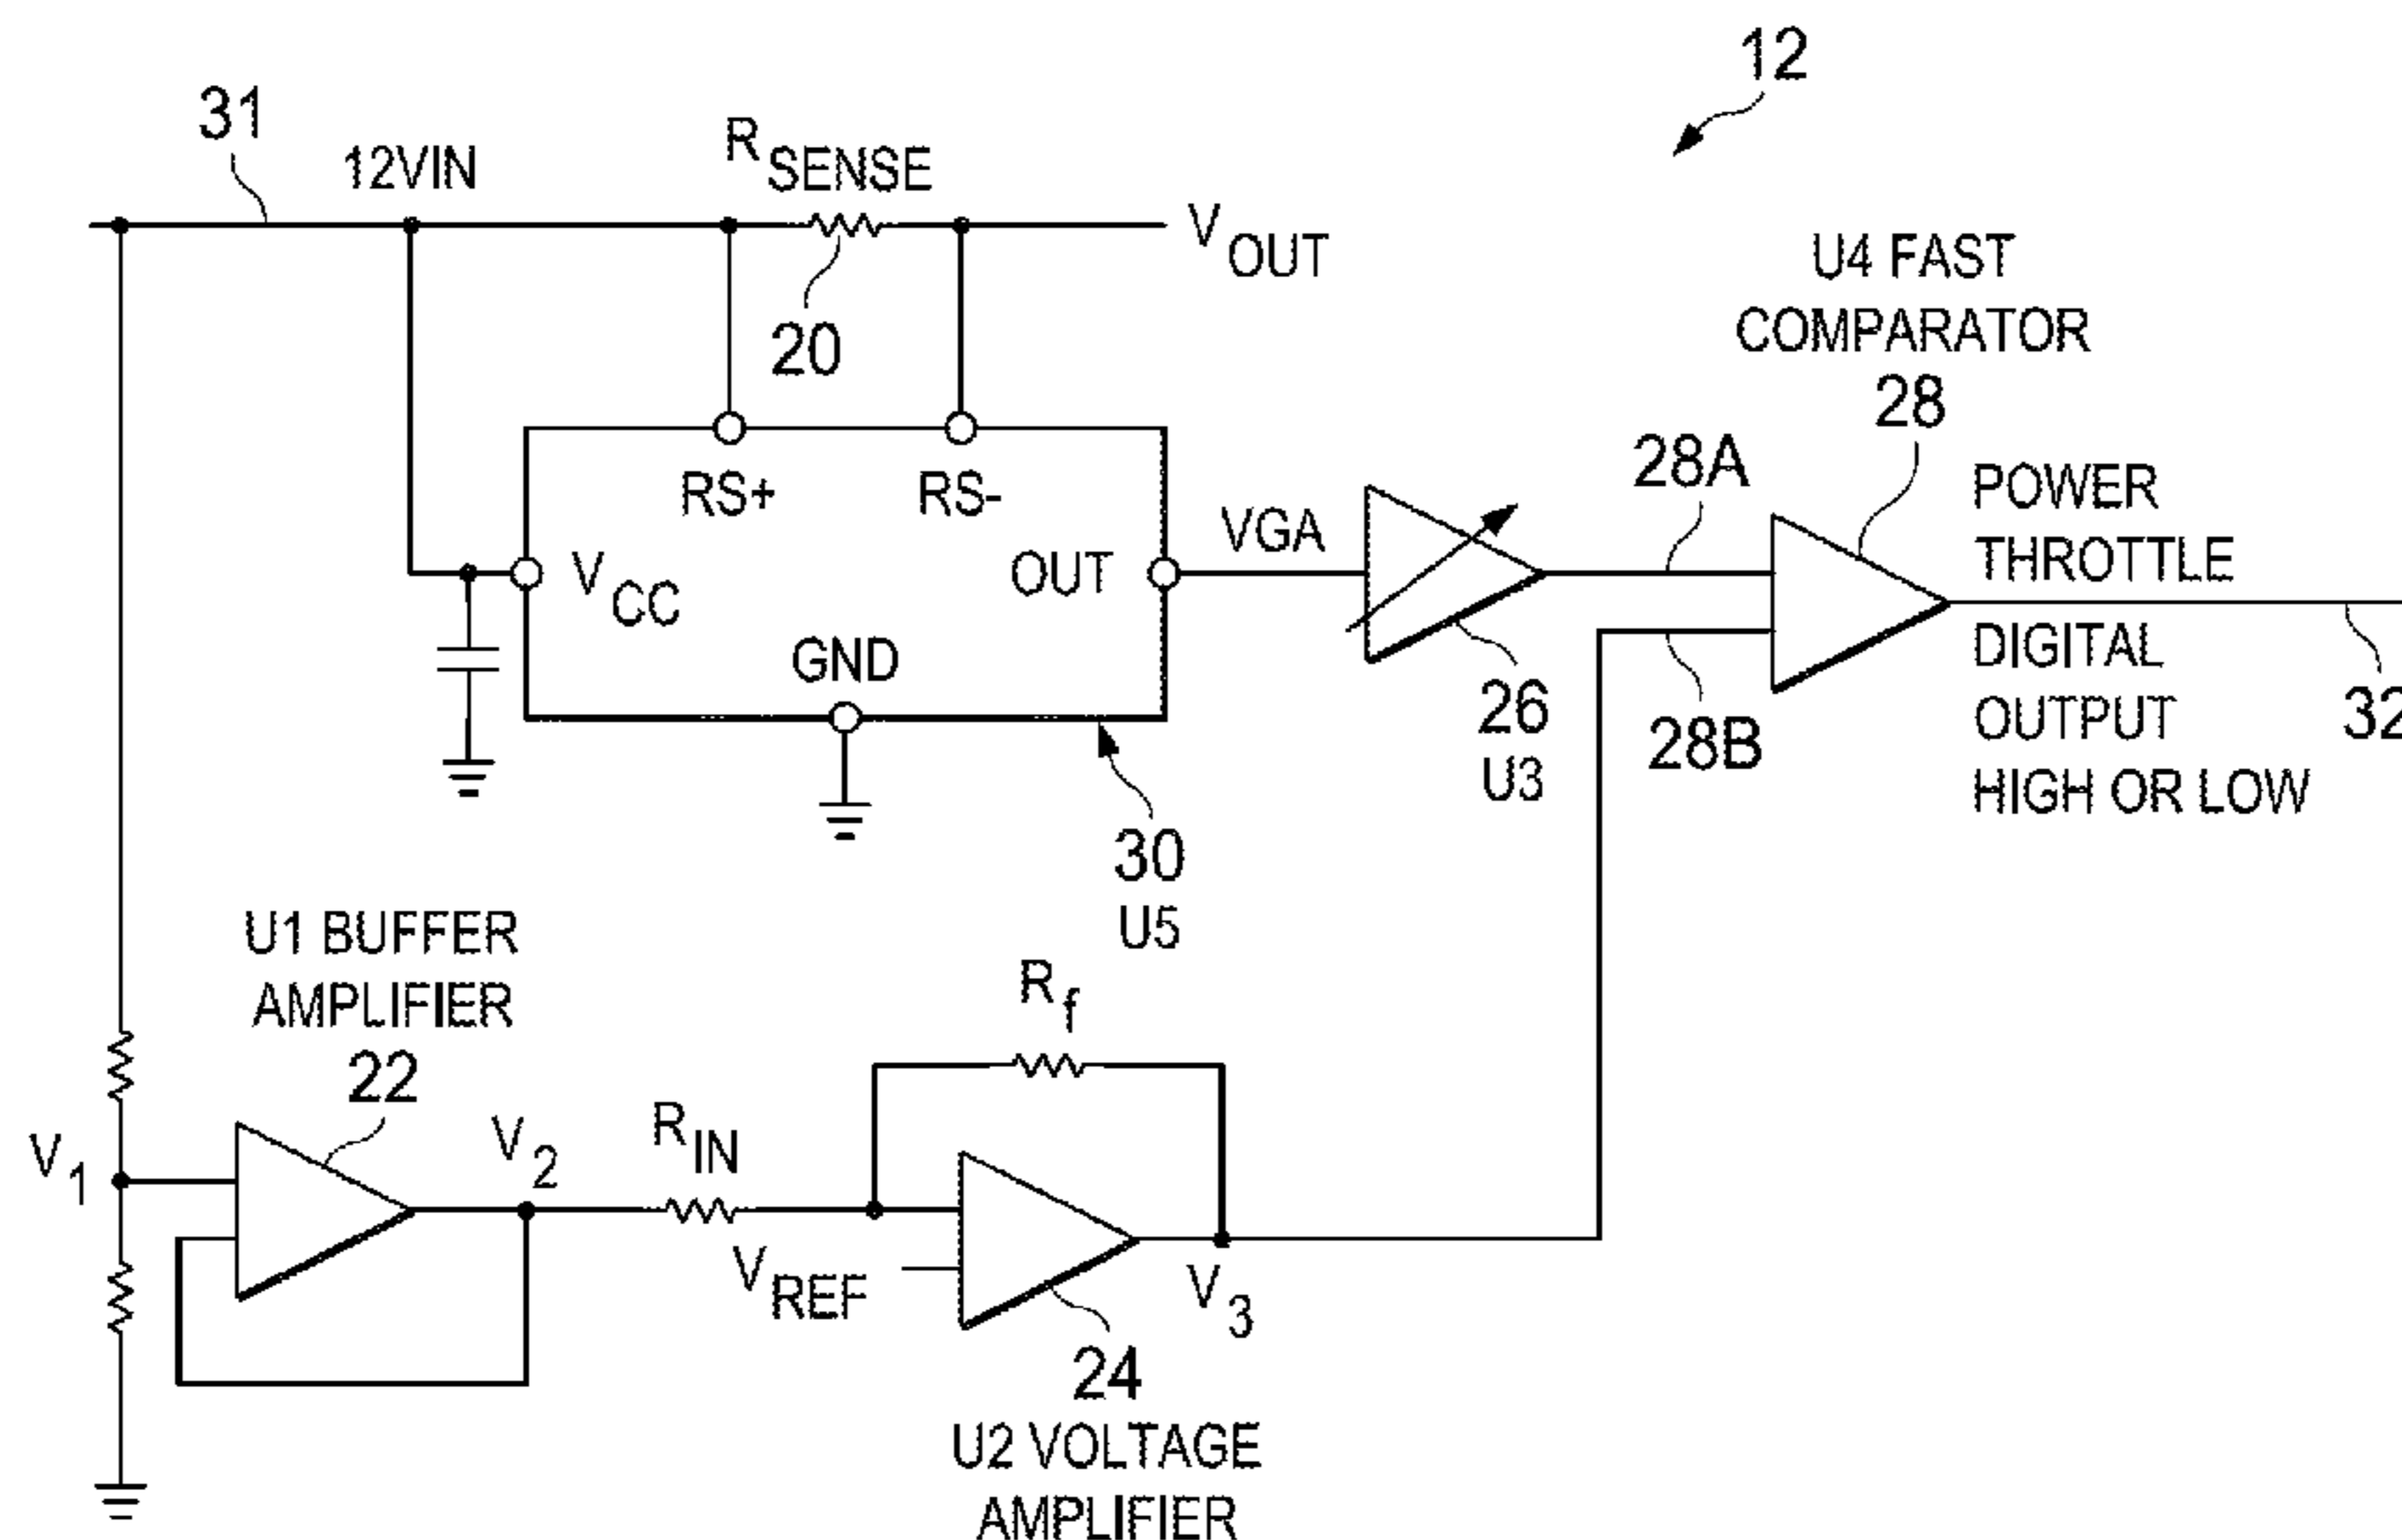 12
31
12VIN
RSENSE
VOUT
20
U4 FAST
COMPARATOR
28
RS+
RS-
VCC
OUT
GND
VGA
28A
28B
26
U3
POWER
THROTTLE
DIGITAL
OUTPUT
HIGH OR LOW
32
30
U5
U1 BUFFER
AMPLIFIER
22
V1
V2
RIN
Rf
VREF
V3
24
U2 VOLTAGE
AMPLIFIER